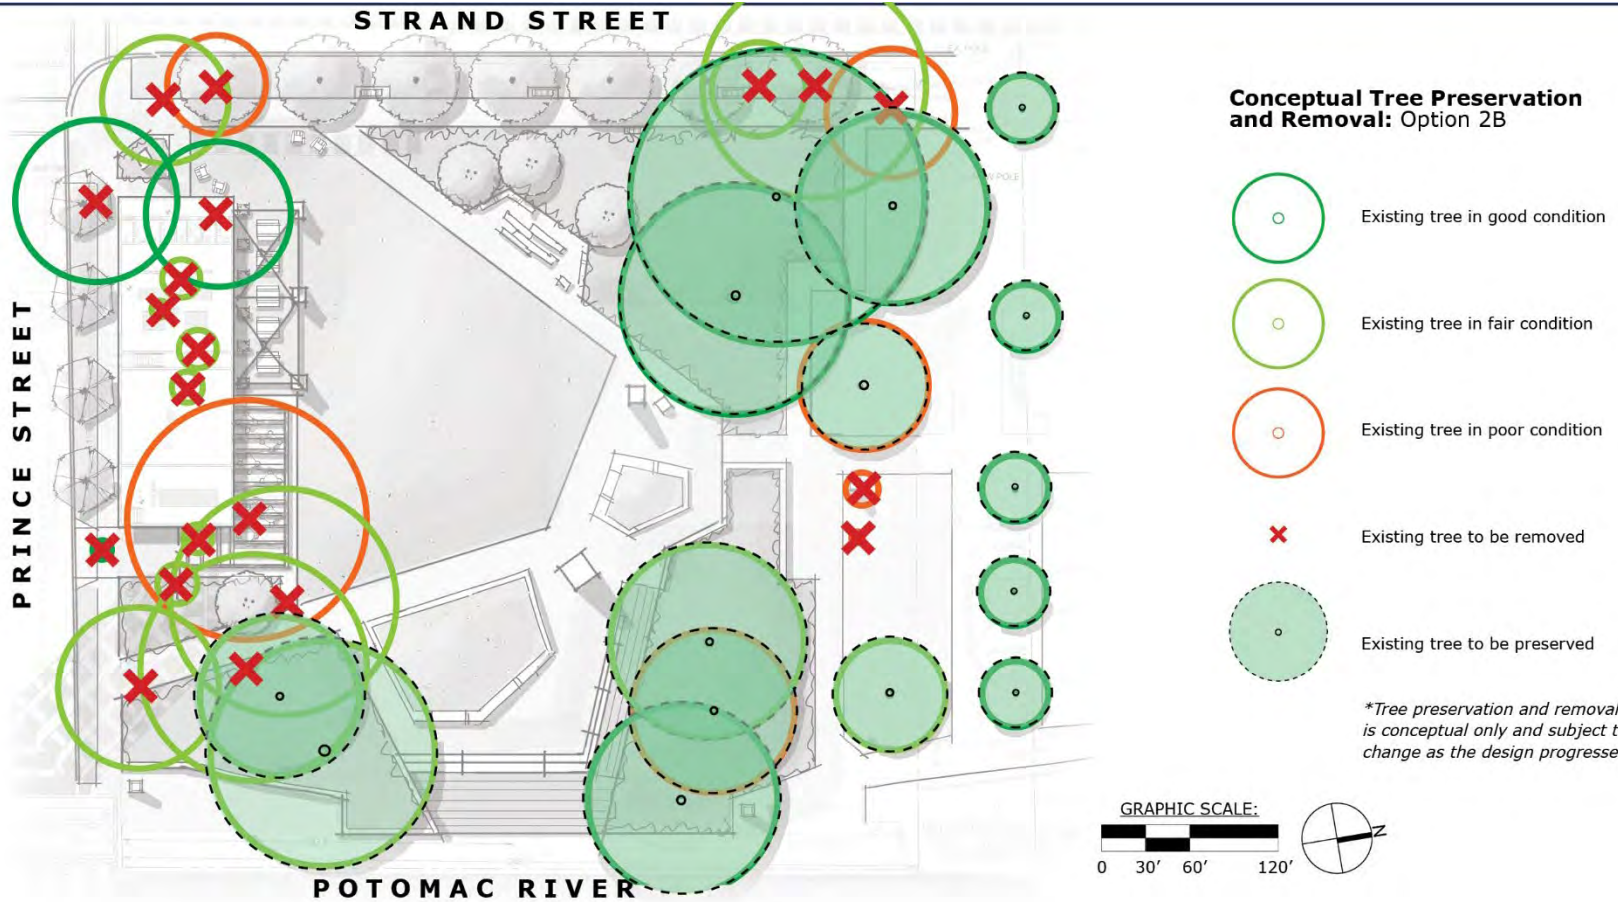 STRAND STREET
PRINCE STREET
POTOMAC RIVER
POLE
POLE
Conceptual Tree Preservation
and Removal: Option 2B
Existing tree in good condition
Existing tree in fair condition
Existing tree in poor condition
Existing tree to be removed
Existing tree to be preserved
*Tree preservation and removal
is conceptual only and subject t
change as the design progresse
GRAPHIC SCALE:
0 30’ 60’ 120’
N